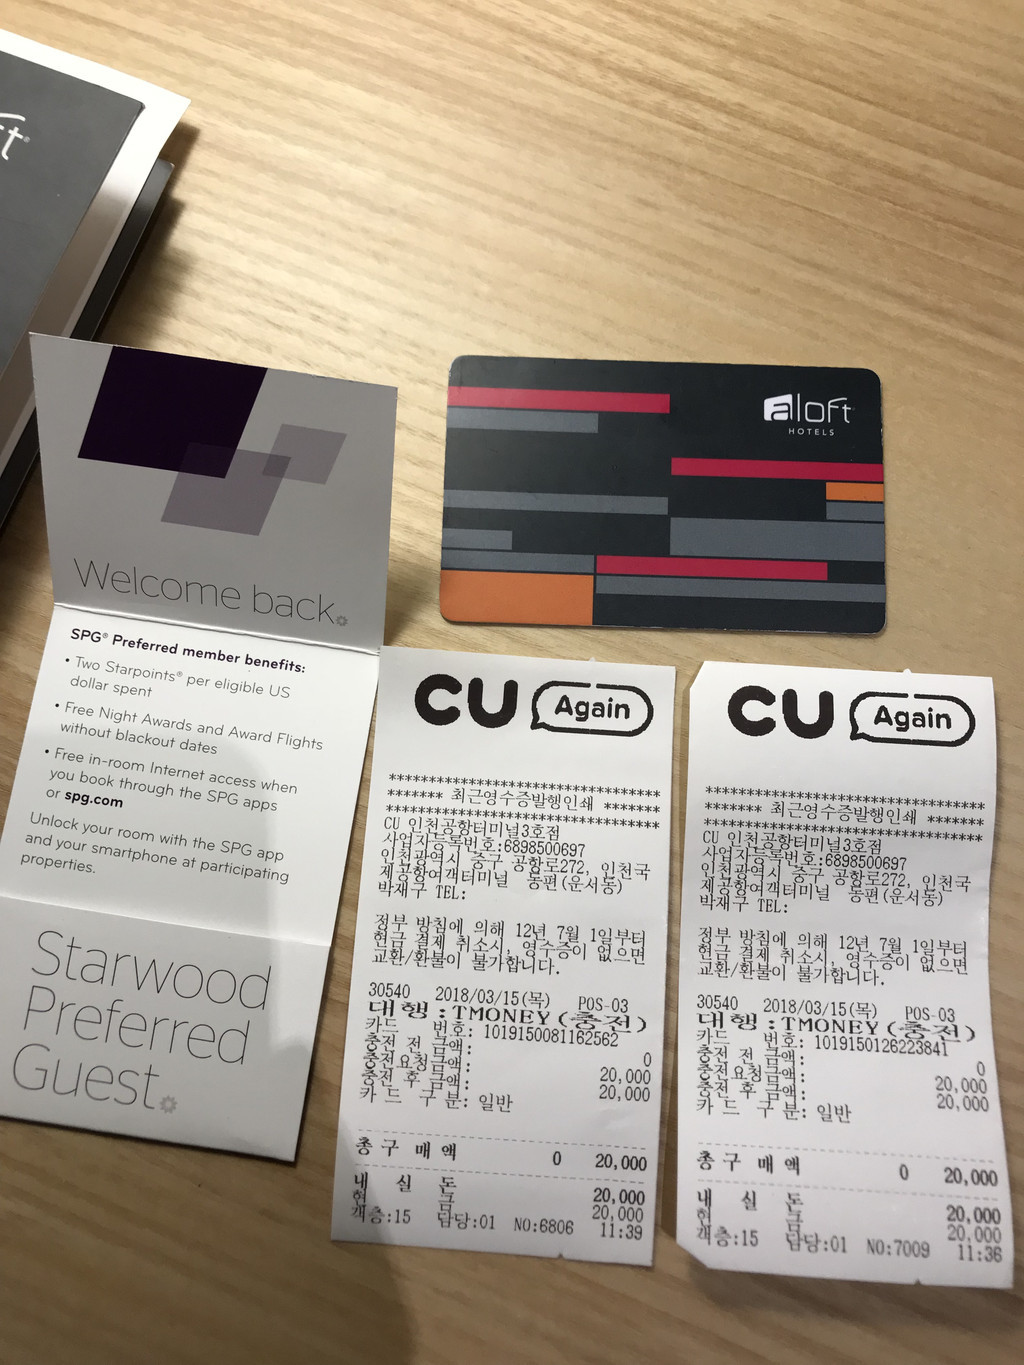 ft
aloft
HOTELS
Welcome back
SPG® Preferred member benefits:
• Two Starpoints® per eligible US
dollar spent
• Free Night Awards and Award Flights
without blackout dates
• Free in-room Internet access when
you book through the SPG apps
or spg.com
Unlock your room with the SPG app
and your smartphone at participating
properties.
Starwood
Preferred
Guest
CU Again
**********************************
******* 최근영수증발행인쇄 *******
**********************************
CU 인천공항터미널3호점
사업자등록번호:6898500697
인천광역시 중구 공항로272, 인천국
제공항여객터미널 동편(운서동)
박재구 TEL:
정부 방침에 의해 12년 7월 1일부터
현금 결제 취소시, 영수증이 없으면
교환/환불이 불가합니다.
30540 2018/03/15(목) POS-03
대행:TMONEY(충전)
카드 번호: 1019150081162562
충전 전 금액: 0
충전요청금액: 20,000
충전 후 금액: 20,000
카 드 구 분: 일반
총 구 매 액 0 20,000
내 실 돈 20,000
현 금 20,000
객층:15 담당:01 NO:6806 11:39
CU Again
**********************************
******* 최근영수증발행인쇄 *******
**********************************
CU 인천공항터미널3호점
사업자등록번호:6898500697
인천광역시 중구 공항로272, 인천국
제공항여객터미널 동편(운서동)
박재구 TEL:
정부 방침에 의해 12년 7월 1일부터
현금 결제 취소시, 영수증이 없으면
교환/환불이 불가합니다.
30540 2018/03/15(목) POS-03
대행:TMONEY(충전)
카드 번호: 1019150126223841
충전 전 금액: 0
충전요청금액: 20,000
충전 후 금액: 20,000
카 드 구 분: 일반
총 구 매 액 0 20,000
내 실 돈 20,000
현 금 20,000
객층:15 담당:01 NO:7009 11:36